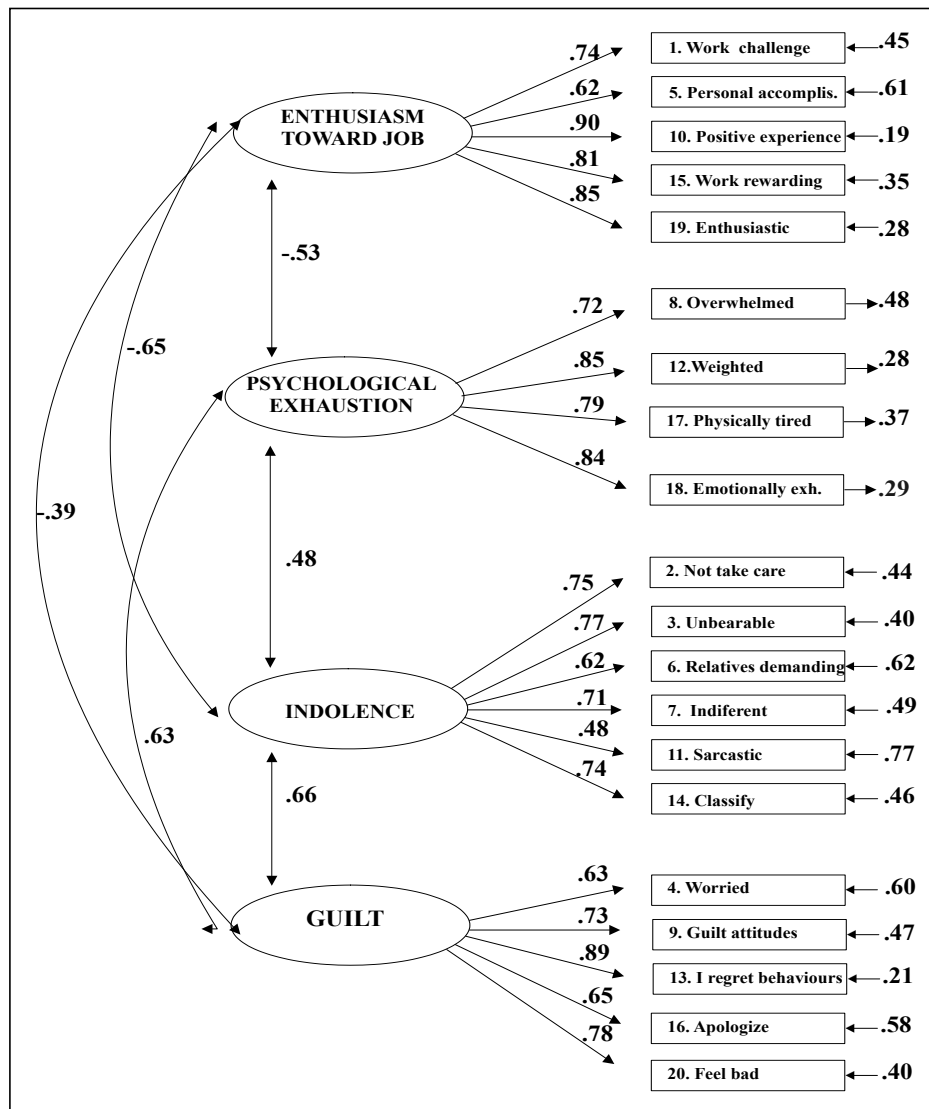 .74
1. Work challenge
.45
.62
5. Personal accomplis.
.61
ENTHUSIASM
TOWARD JOB
.90
10. Positive experience
.19
.81
15. Work rewarding
.35
.85
19. Enthusiastic
.28
-.53
.72
8. Overwhelmed
.48
-.65
.85
12.Weighted
.28
PSYCHOLOGICAL
EXHAUSTION
.79
17. Physically tired
.37
.84
18. Emotionally exh.
.29
-.39
.48
.75
2. Not take care
.44
.77
3. Unbearable
.40
.62
6. Relatives demanding
.62
INDOLENCE
.71
7. Indiferent
.49
.63
.48
11. Sarcastic
.77
.74
14. Classify
.46
.66
.63
4. Worried
.60
GUILT
.73
9. Guilt attitudes
.47
.89
13. I regret behaviours
.21
.65
16. Apologize
.58
.78
20. Feel bad
.40